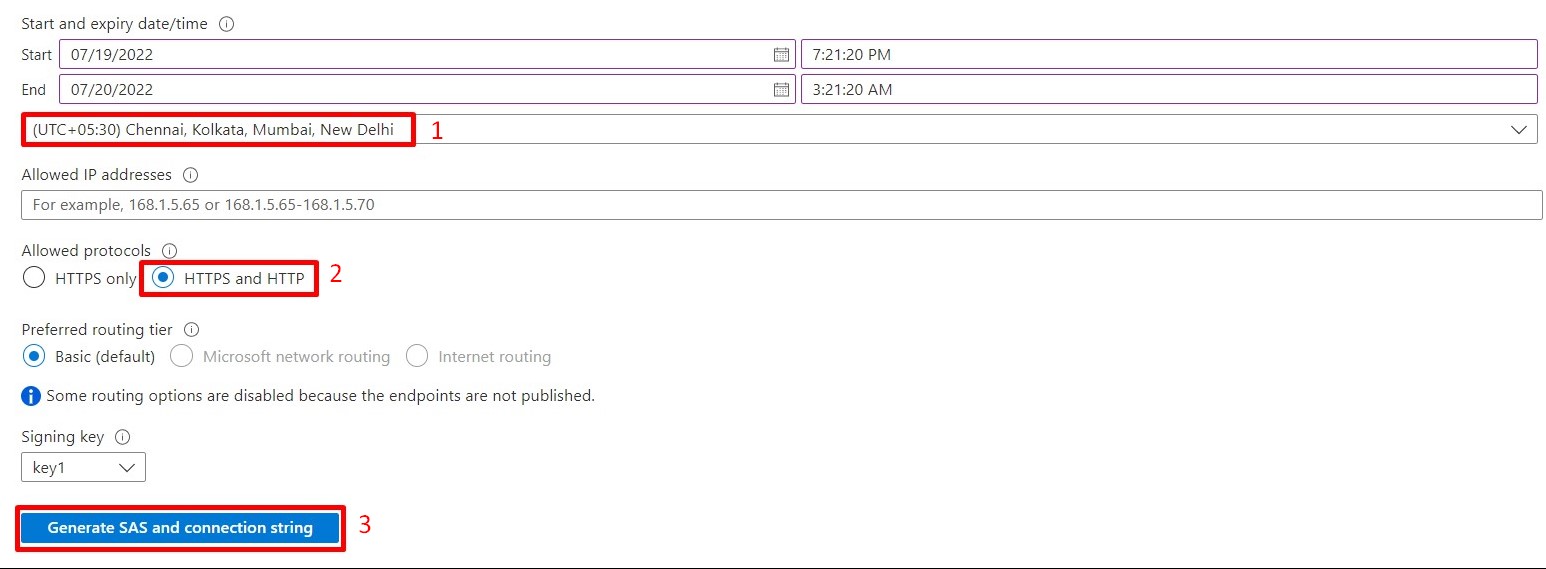 Start and expiry date/time
Start 07/19/2022 7:21:20 PM
End 07/20/2022 3:21:20 AM
(UTC+05:30) Chennai, Kolkata, Mumbai, New Delhi 1
Allowed IP addresses
For example, 168.1.5.65 or 168.1.5.65-168.1.5.70
Allowed protocols
HTTPS only HTTPS and HTTP 2
Preferred routing tier
Basic (default) Microsoft network routing Internet routing
Some routing options are disabled because the endpoints are not published.
Signing key
key1
Generate SAS and connection string 3